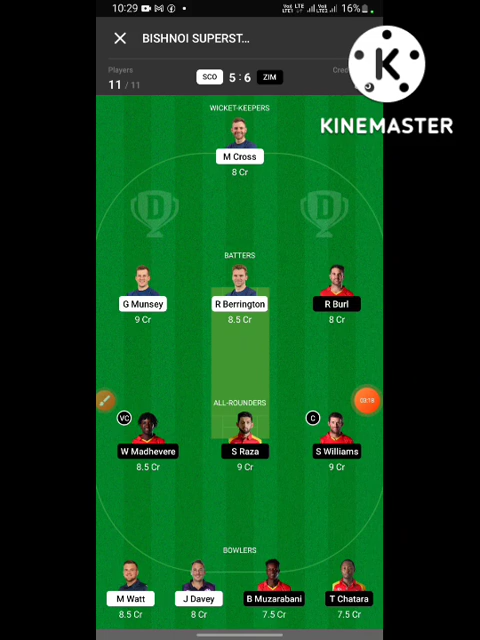 10:29
16%
BISHNOI SUPERST...
Players
11 / 11
SCO 5 : 6 ZIM
KINEMASTER
WICKET-KEEPERS
M Cross
8 Cr
BATTERS
G Munsey R Berrington R Burl
9 Cr 8.5 Cr 8 Cr
03:19
ALL-ROUNDERS
VC C
W Madhevere S Raza S Williams
8.5 Cr 9 Cr 9 Cr
BOWLERS
M Watt J Davey B Muzarabani T Chatara
8.5 Cr 8 Cr 7.5 Cr 7.5 Cr